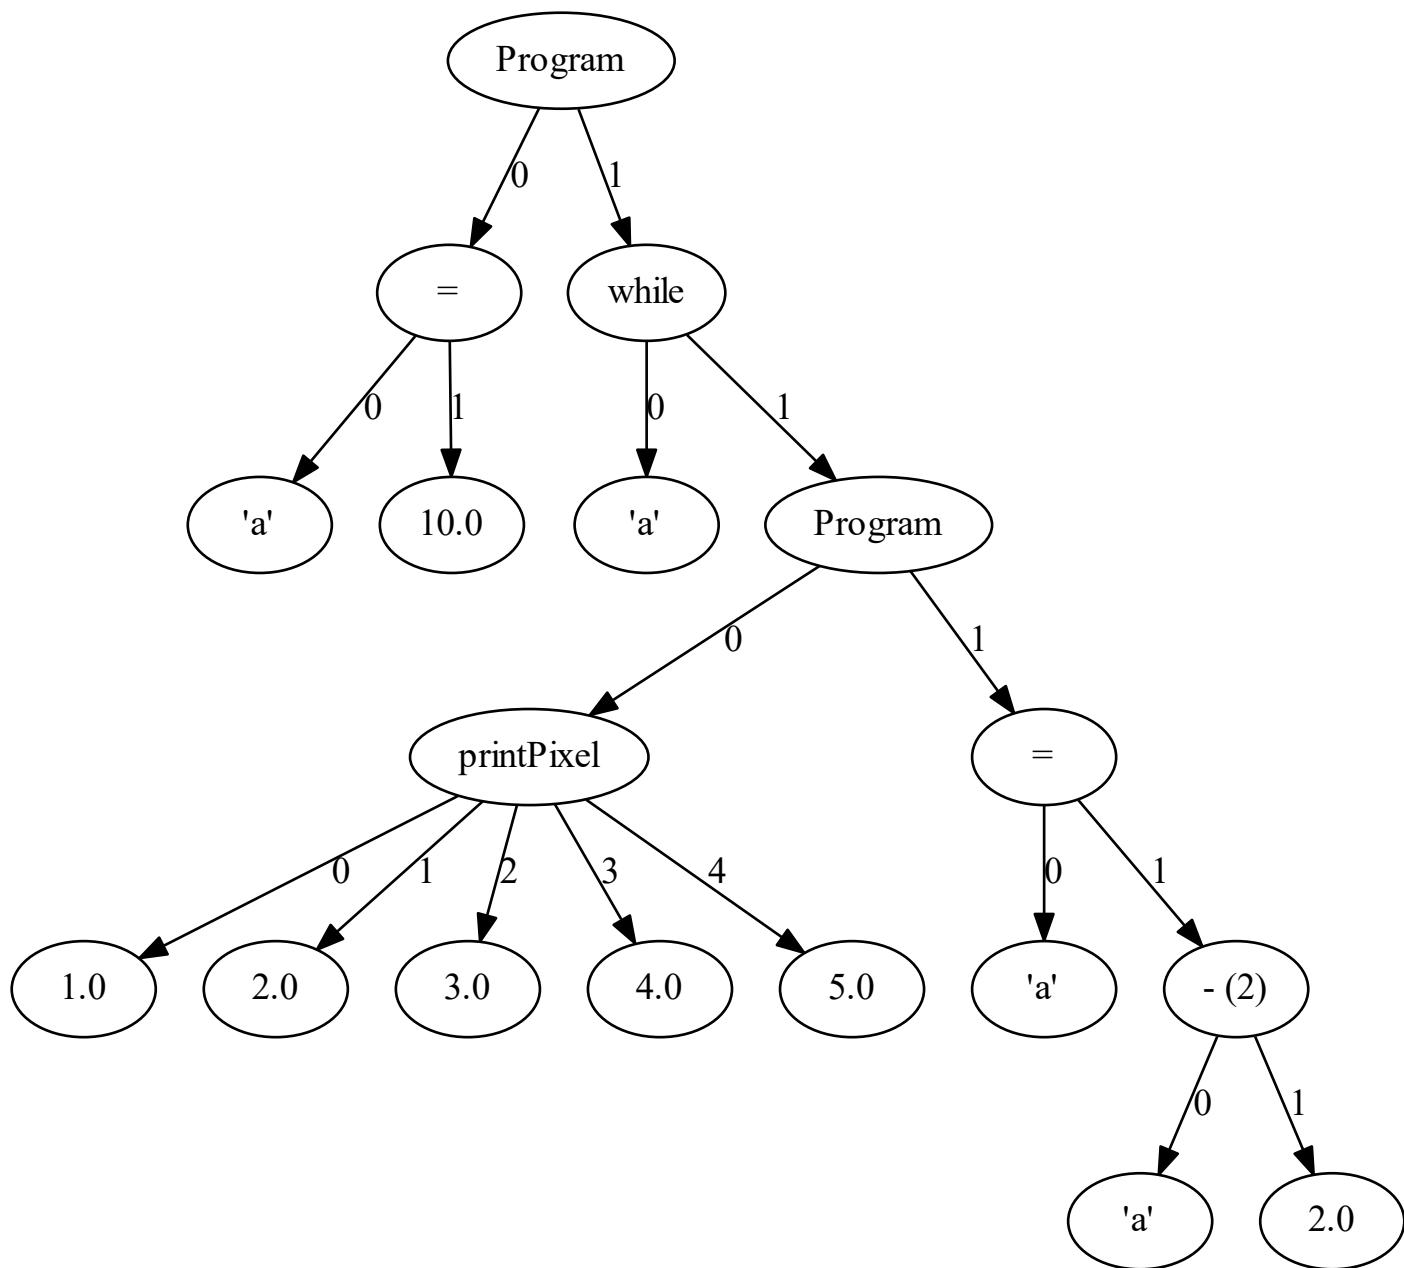 Program
0 1
= while
0 1 0 1
'a' 10.0 'a' Program
0 1
printPixel =
0 1 2 3 4 0 1
1.0 2.0 3.0 4.0 5.0 'a' - (2)
0 1
'a' 2.0